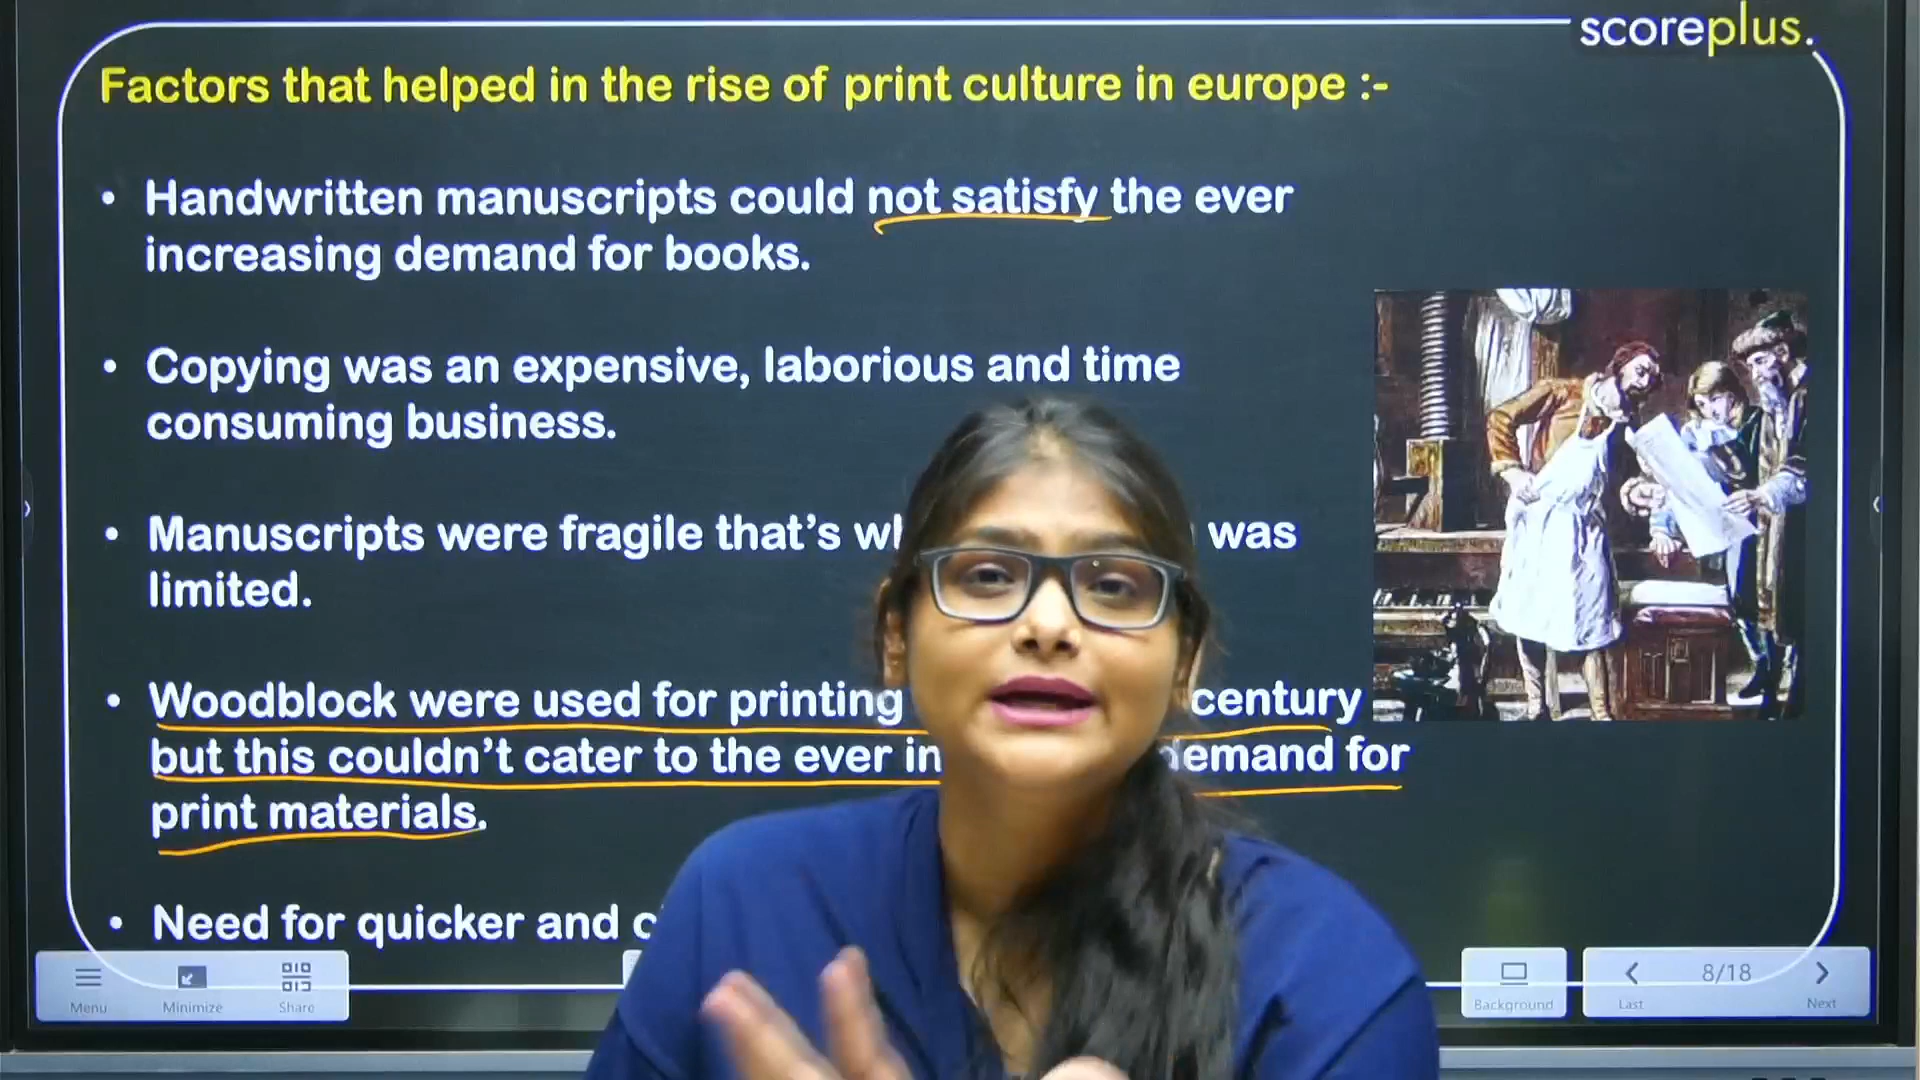 scoreplus.
Factors that helped in the rise of print culture in europe :-
• Handwritten manuscripts could not satisfy the ever
increasing demand for books.
• Copying was an expensive, laborious and time
consuming business.
• Manuscripts were fragile that's was
limited.
• Woodblock were used for printing century
but this couldn't cater to the ever demand for
print materials.
• Need for quicker and
Menu Minimize Share Background 8/18 Last Next